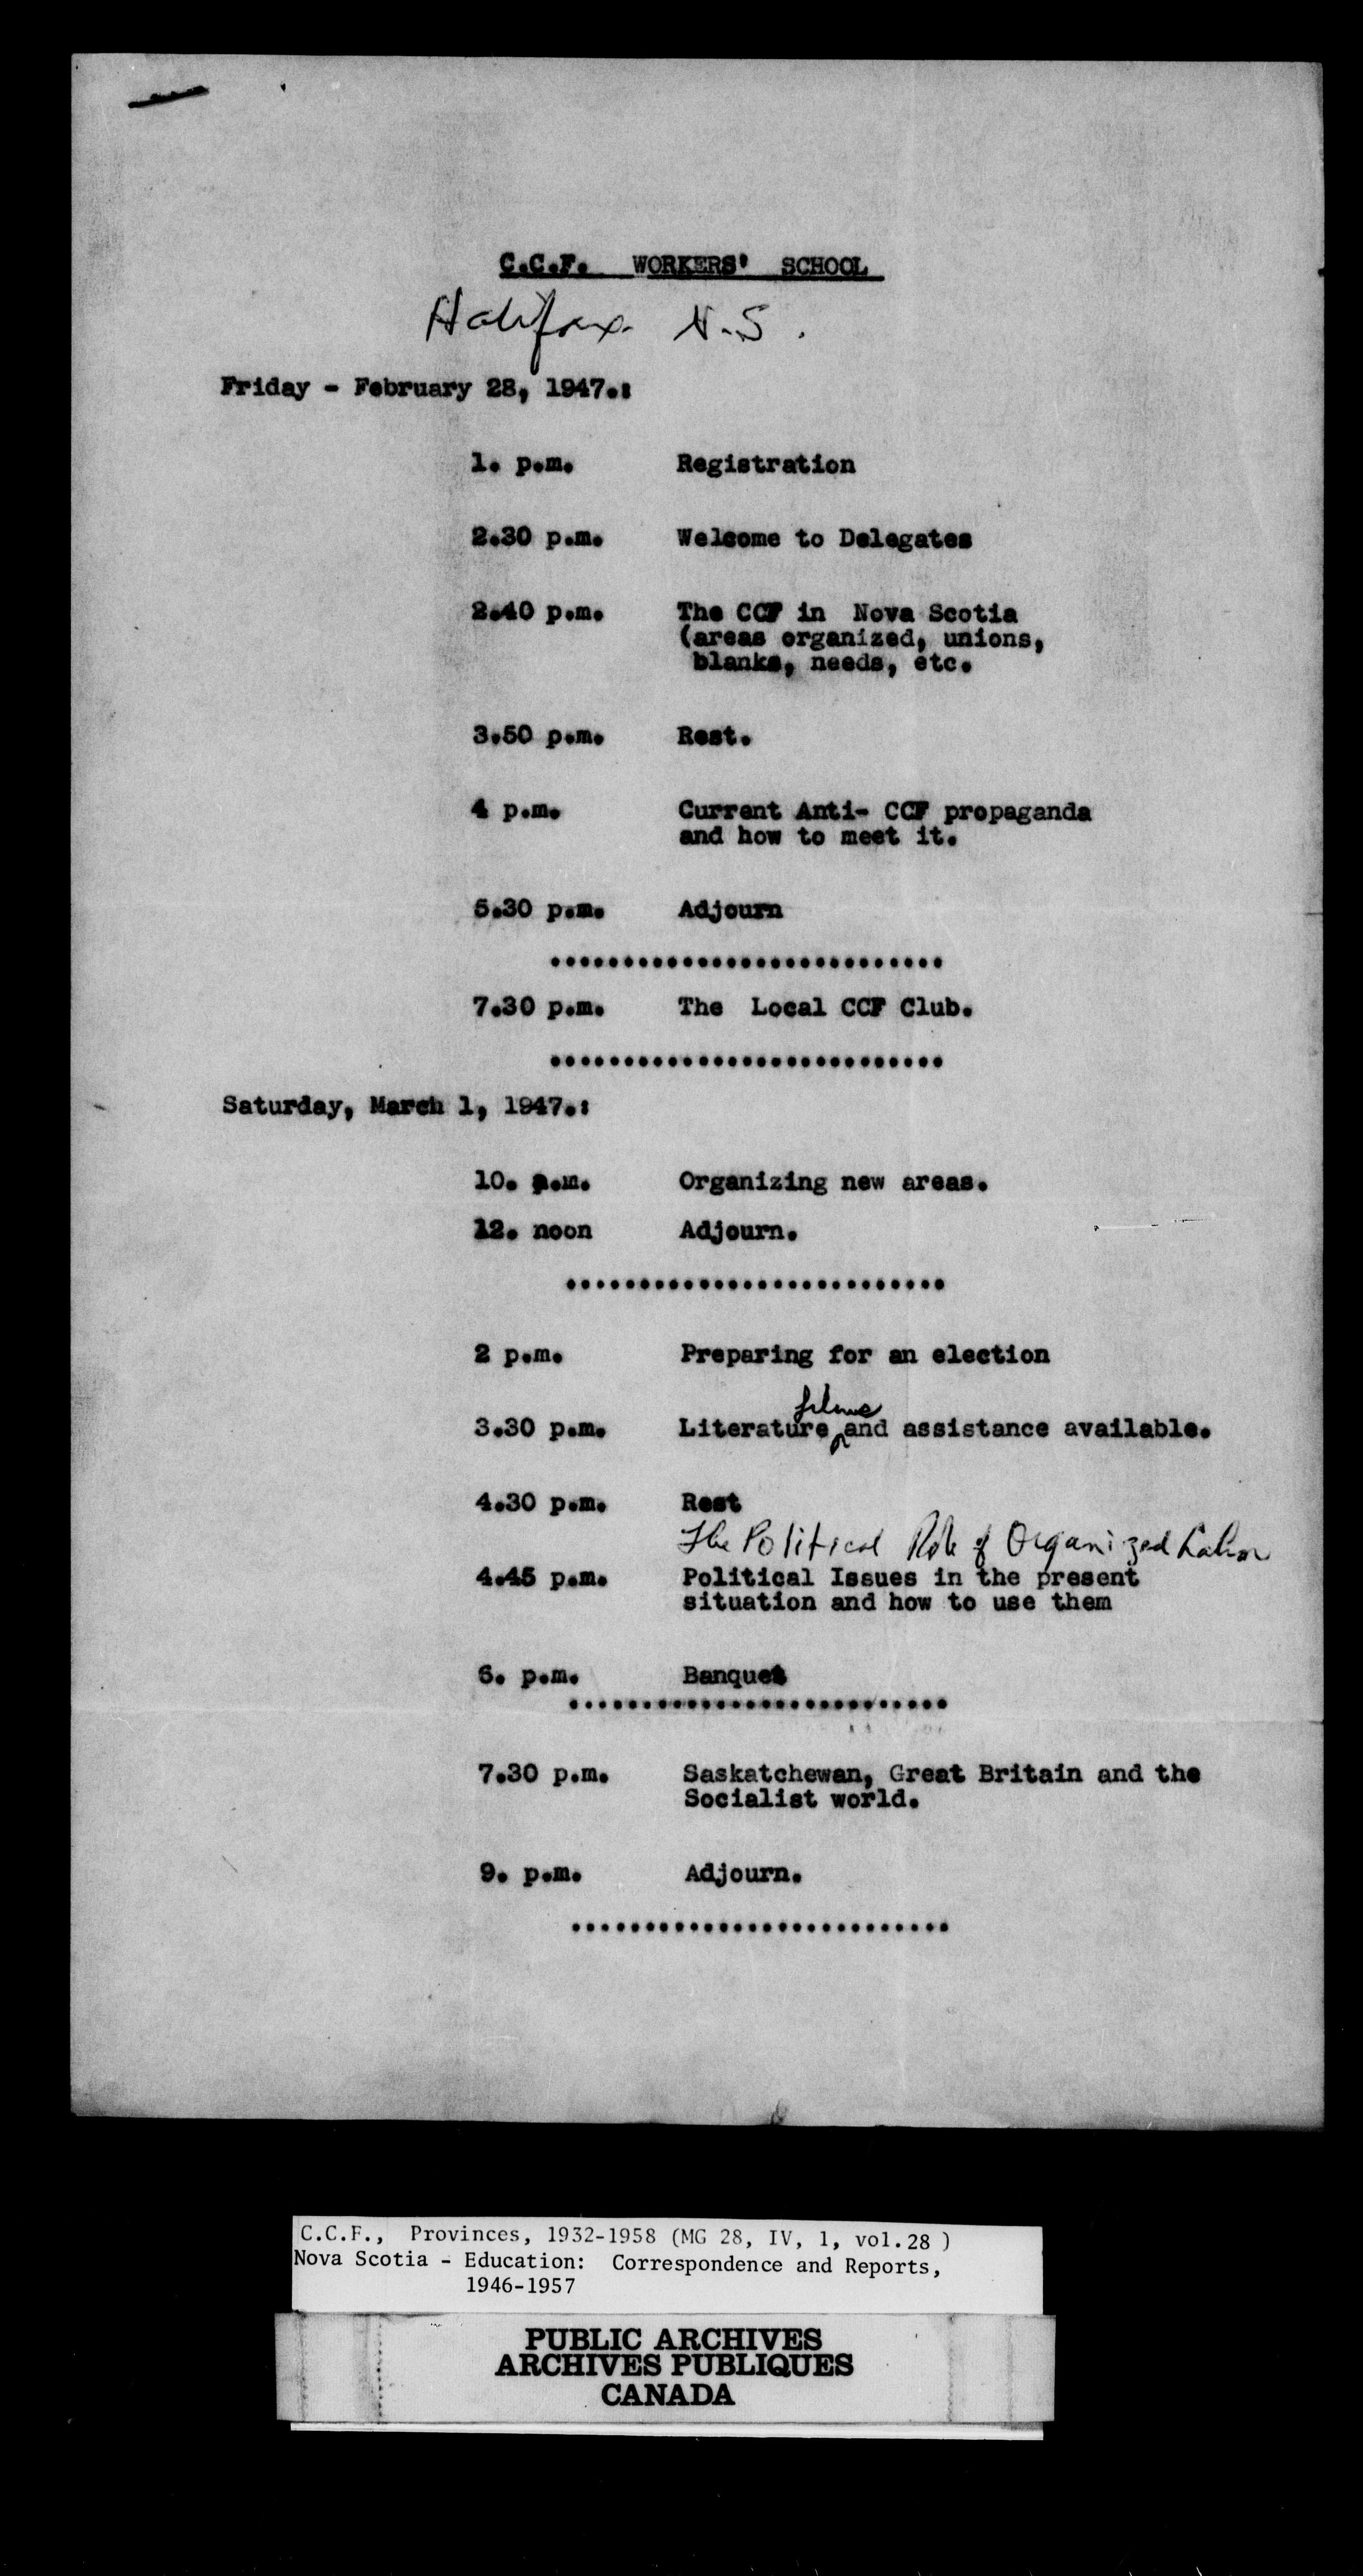 C.C.F. WORKERS' SCHOOL
Halifax N.S.
Friday - February 28, 1947.:
1. p.m. Registration
2.30 p.m. Welcome to Delegates
2.40 p.m. The CCF in Nova Scotia
(areas organized, unions,
blanks, needs, etc.
3.50 p.m. Rest.
4 p.m. Current Anti- CCF propaganda
and how to meet it.
5.30 p.m. Adjourn
...........................
7.30 p.m. The Local CCF Club.
...........................
Saturday, March 1, 1947.:
10. a.m. Organizing new areas.
12. noon Adjourn.
..........................
2 p.m. Preparing for an election
films
3.30 p.m. Literature and assistance available.
4.30 p.m. Rest
The Political Role of Organized Labor
4.45 p.m. Political Issues in the present
situation and how to use them
6. p.m. Banquet
..........................
7.30 p.m. Saskatchewan, Great Britain and the
Socialist world.
9. p.m. Adjourn.
..........................
C.C.F., Provinces, 1932-1958 (MG 28, IV, 1, vol.28 )
Nova Scotia - Education: Correspondence and Reports,
1946-1957
PUBLIC ARCHIVES
ARCHIVES PUBLIQUES
CANADA